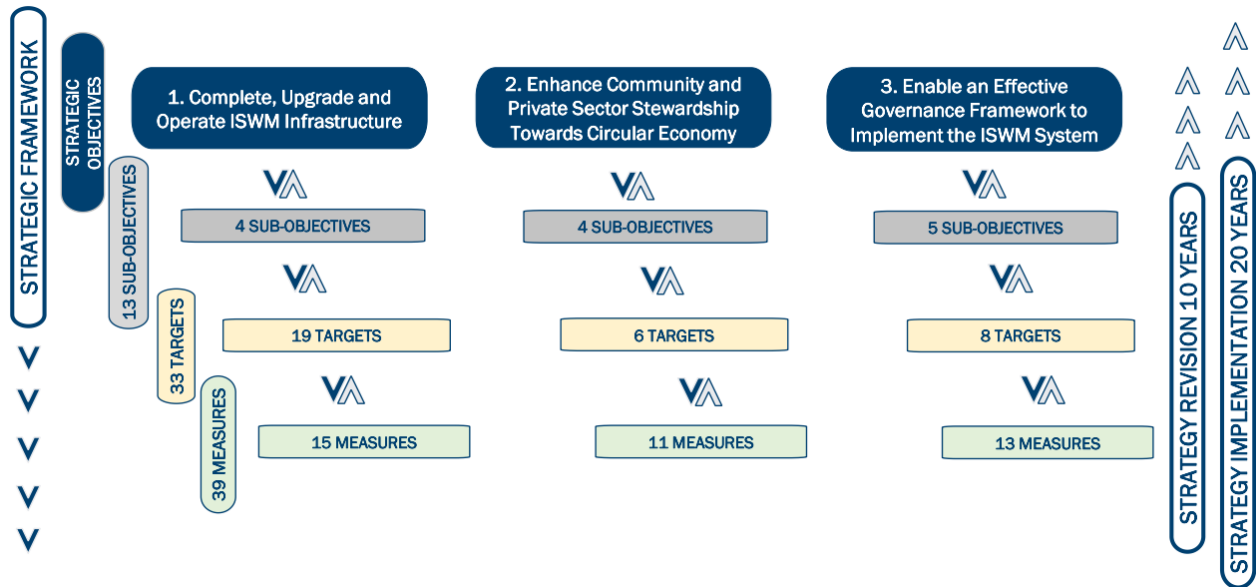 STRATEGIC FRAMEWORK
STRATEGIC
OBJECTIVES
1. Complete, Upgrade and
Operate ISWM Infrastructure
2. Enhance Community and
Private Sector Stewardship
Towards Circular Economy
3. Enable an Effective
Governance Framework to
Implement the ISWM System
13 SUB-OBJECTIVES
4 SUB-OBJECTIVES
4 SUB-OBJECTIVES
5 SUB-OBJECTIVES
33 TARGETS
19 TARGETS
6 TARGETS
8 TARGETS
39 MEASURES
15 MEASURES
11 MEASURES
13 MEASURES
STRATEGY REVISION 10 YEARS
STRATEGY IMPLEMENTATION 20 YEARS